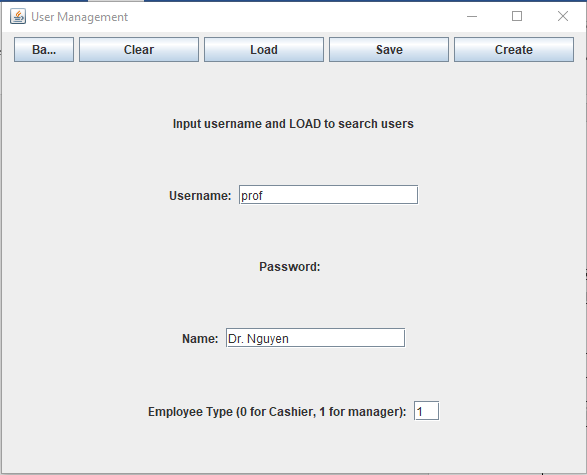 User Management
Ba... Clear Load Save Create
Input username and LOAD to search users
Username: prof
Password:
Name: Dr. Nguyen
Employee Type (0 for Cashier, 1 for manager): 1